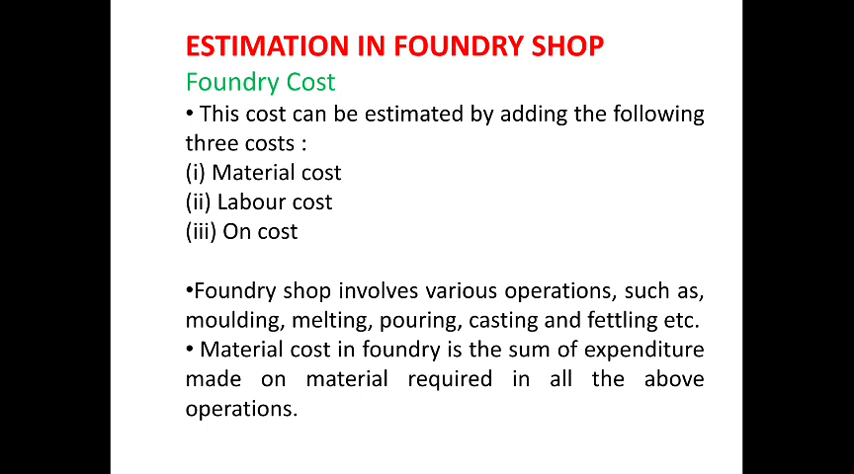 ESTIMATION IN FOUNDRY SHOP
Foundry Cost
• This cost can be estimated by adding the following
three costs :
(i) Material cost
(ii) Labour cost
(iii) On cost
•Foundry shop involves various operations, such as,
moulding, melting, pouring, casting and fettling etc.
• Material cost in foundry is the sum of expenditure
made on material required in all the above
operations.